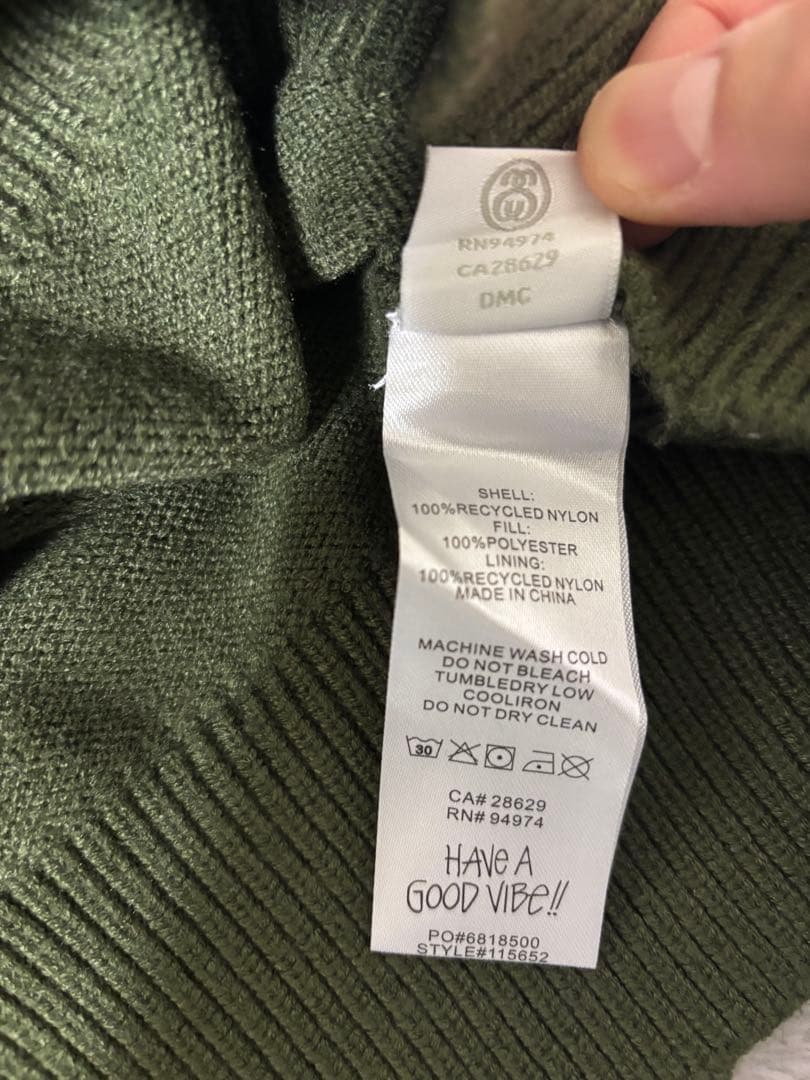 RN94974
CA28629
DMC
SHELL:
100%RECYCLED NYLON
FILL:
100%POLYESTER
LINING:
100%RECYCLED NYLON
MADE IN CHINA
MACHINE WASH COLD
DO NOT BLEACH
TUMBLEDRY LOW
COOLIRON
DO NOT DRY CLEAN
30
CA# 28629
RN# 94974
HAVE A
GOOD VIBE!!
PO#6818500
STYLE#115652